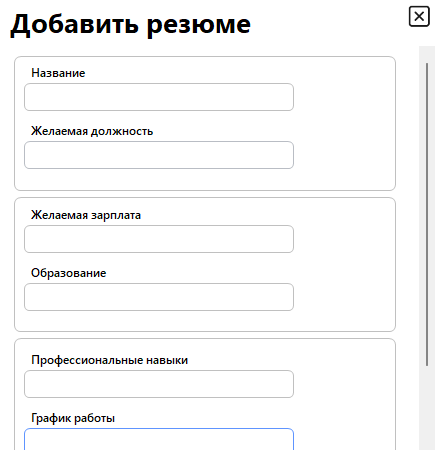 Добавить резюме
Название
Желаемая должность
Желаемая зарплата
Образование
Профессиональные навыки
График работы